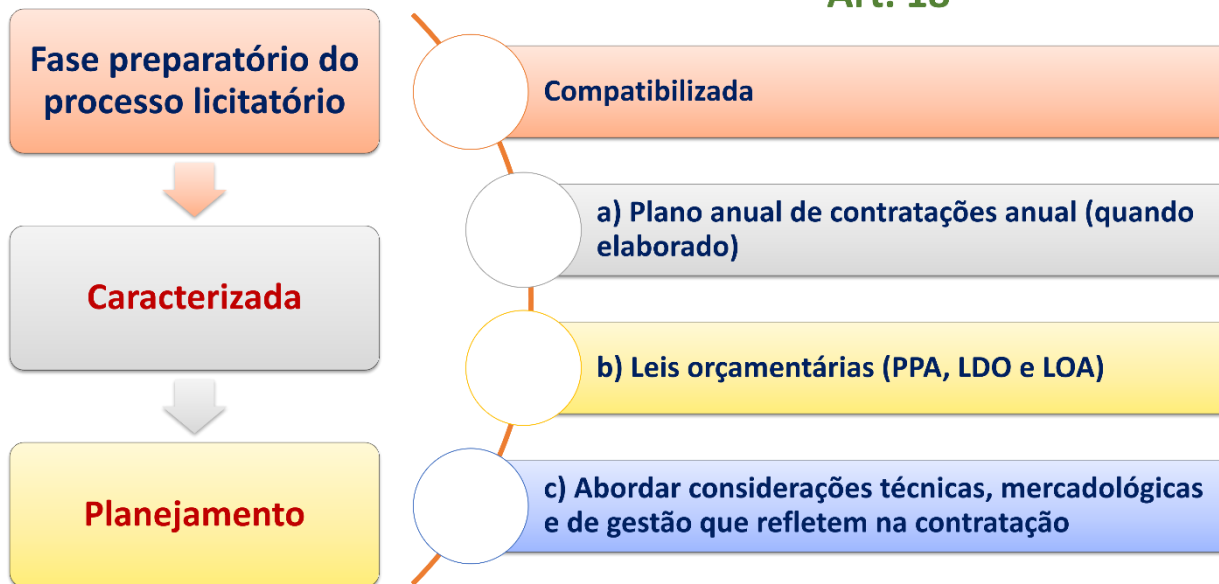 Art. 18
Fase preparatório do
processo licitatório
Caracterizada
Planejamento
Compatibilizada
a) Plano anual de contratações anual (quando
elaborado)
b) Leis orçamentárias (PPA, LDO e LOA)
c) Abordar considerações técnicas, mercadológicas
e de gestão que refletem na contratação